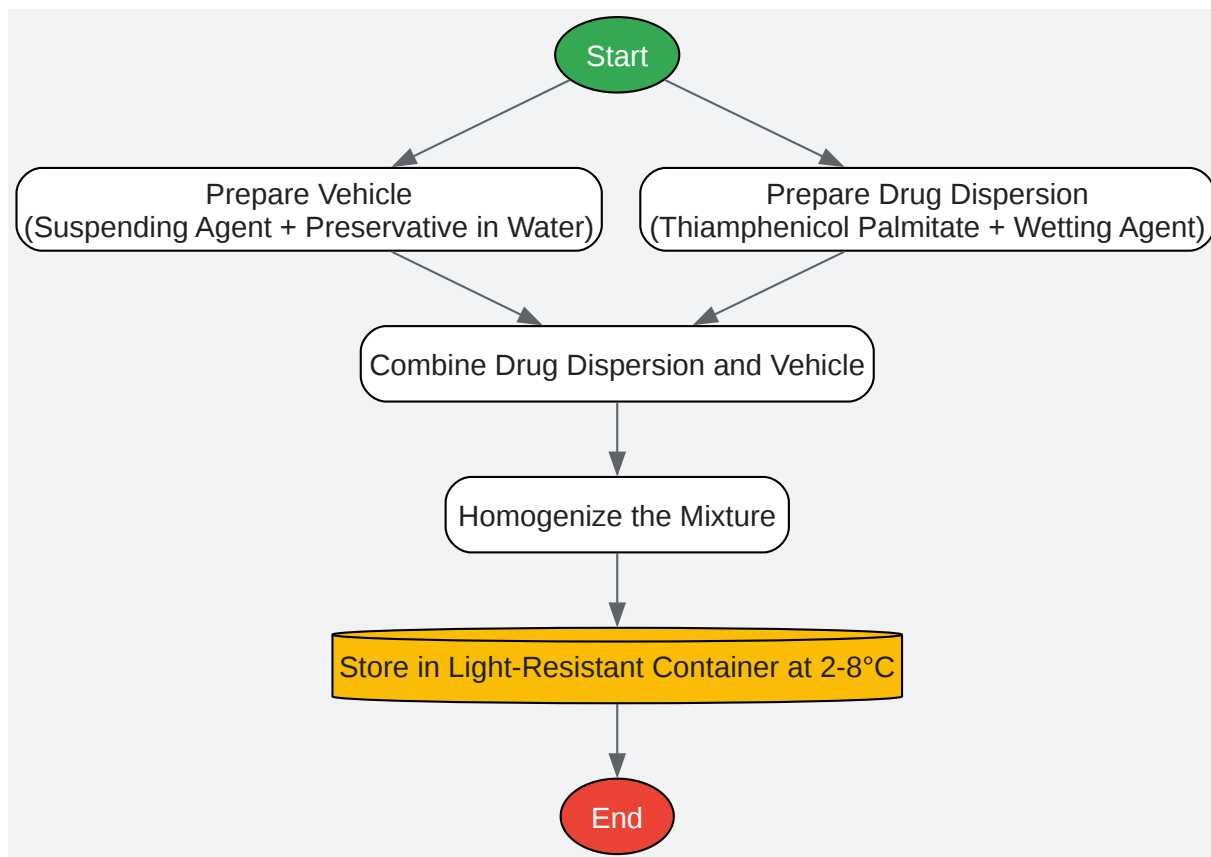 Start
Prepare Vehicle
(Suspending Agent + Preservative in Water)
Prepare Drug Dispersion
(Thiamphenicol Palmitate + Wetting Agent)
Combine Drug Dispersion and Vehicle
Homogenize the Mixture
Store in Light-Resistant Container at 2-8°C
End